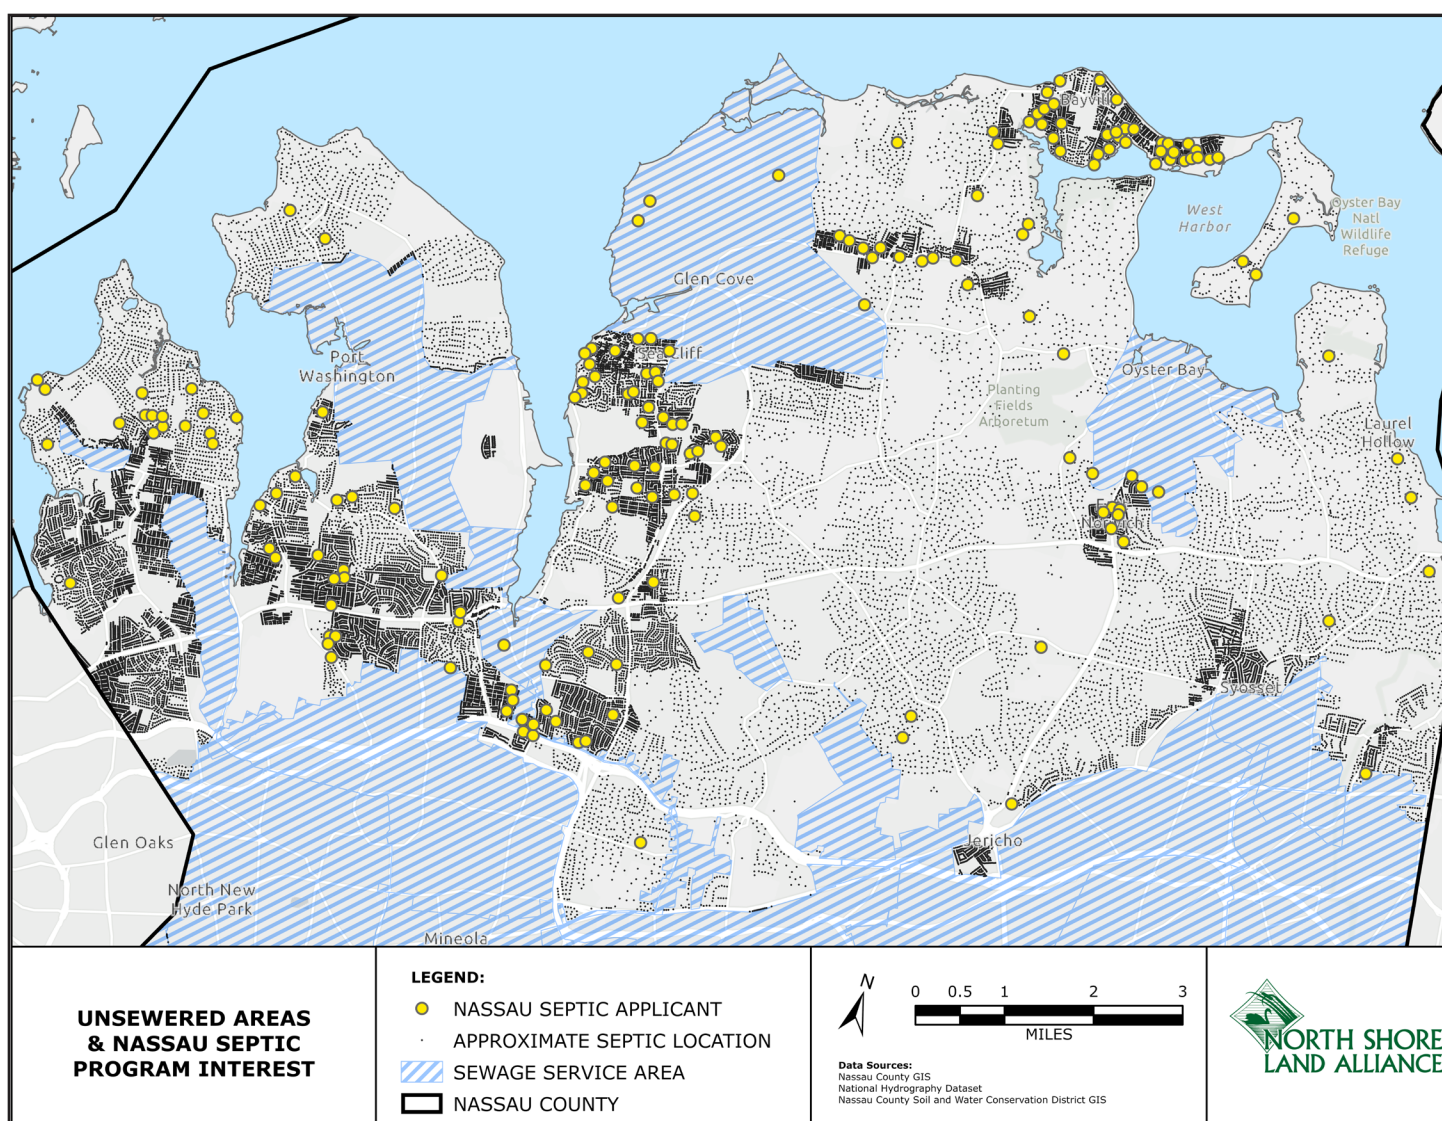 Bayvill
West
Harbor
Oyster Bay
Natl
Wildlife
Refuge
Glen Cove
Port
Washington
Sea Cliff
Oyster Bay
Planting
Fields
Arboretum
Laurel
Hollow
Norwich
Syosset
Glen Oaks
Jericho
North New
Hyde Park
Mineola
UNSEWERED AREAS
& NASSAU SEPTIC
PROGRAM INTEREST
LEGEND:
NASSAU SEPTIC APPLICANT
APPROXIMATE SEPTIC LOCATION
SEWAGE SERVICE AREA
NASSAU COUNTY
N
0 0.5 1 2 3
MILES
Data Sources:
Nassau County GIS
National Hydrography Dataset
Nassau County Soil and Water Conservation District GIS
NORTH SHORE
LAND ALLIANCE